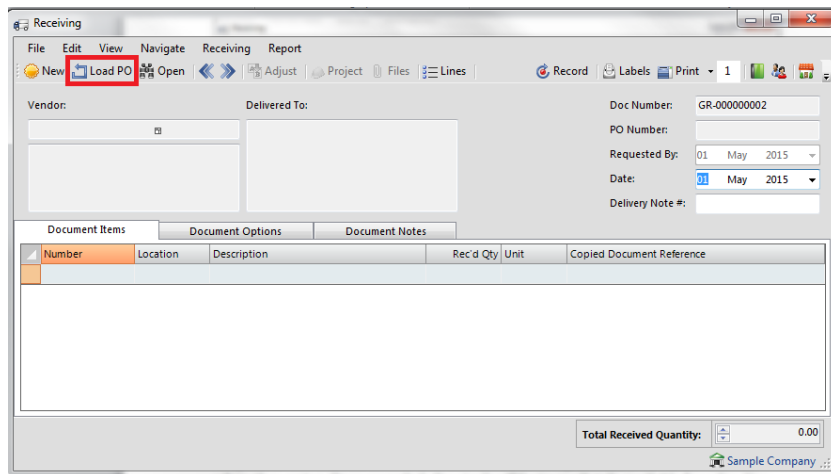 Receiving
File Edit View Navigate Receiving Report
New Load PO Open Adjust Project Files Lines Record Labels Print 1
Vendor: Delivered To: Doc Number: GR-000000002
PO Number:
Requested By: 01 May 2015
Date: 01 May 2015
Delivery Note #:
Document Items Document Options Document Notes
Number Location Description Rec'd Qty Unit Copied Document Reference
Total Received Quantity: 0.00
Sample Company